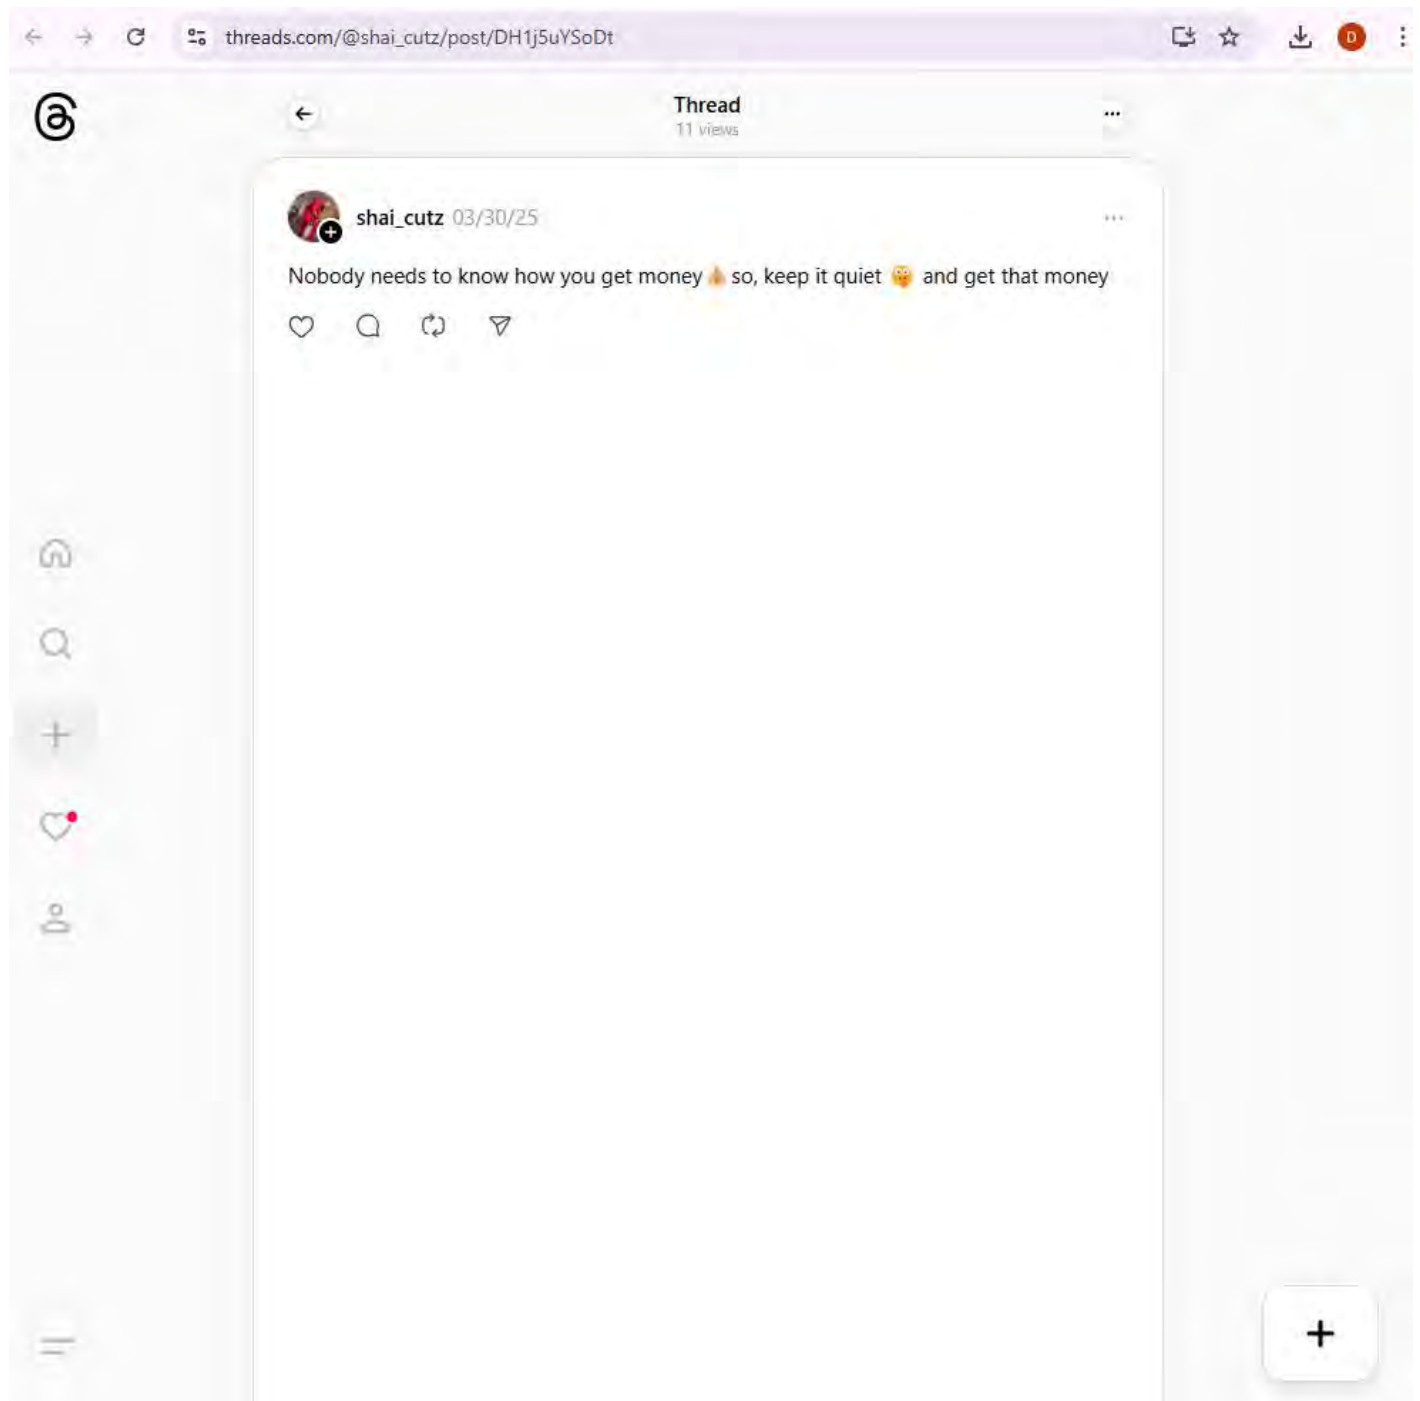 threads.com/@shai_cutz/post/DH1j5uYSoDt
D
Thread
11 views
shai_cutz 03/30/25
Nobody needs to know how you get money🙏🏼 so, keep it quiet 🤫 and get that money